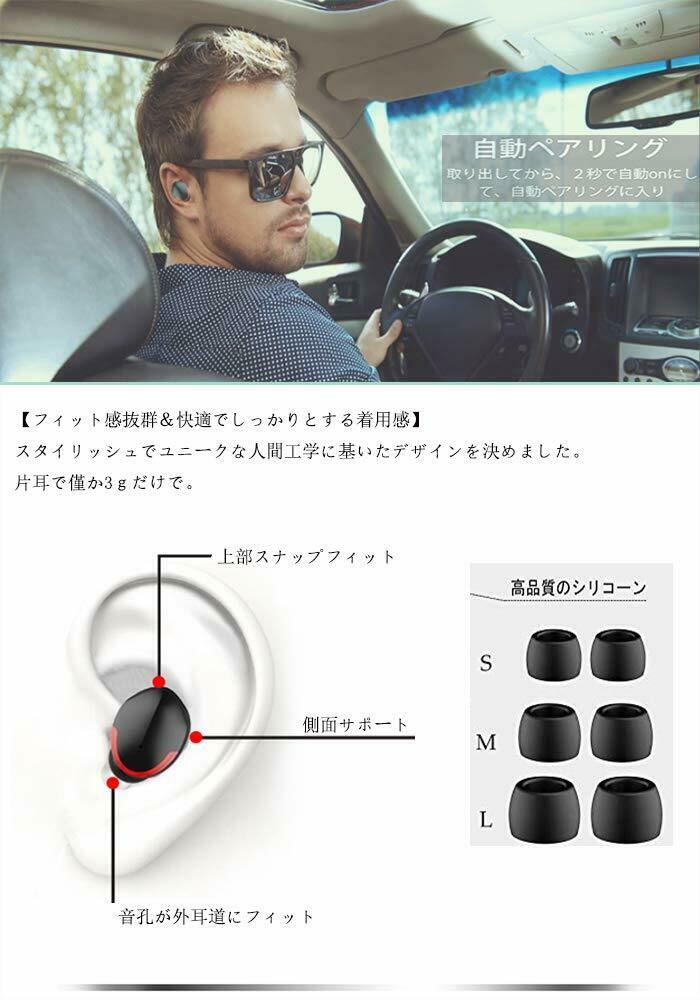 自動ペアリング
取り出してから、２秒で自動onにし
て、自動ペアリングに入り
【フィット感抜群＆快適でしっかりとする着用感】
スタイリッシュでユニークな人間工学に基いたデザインを決めました。
片耳で僅か3ｇだけで。
上部スナップフィット
高品質のシリコーン
S
側面サポート
M
L
音孔が外耳道にフィット